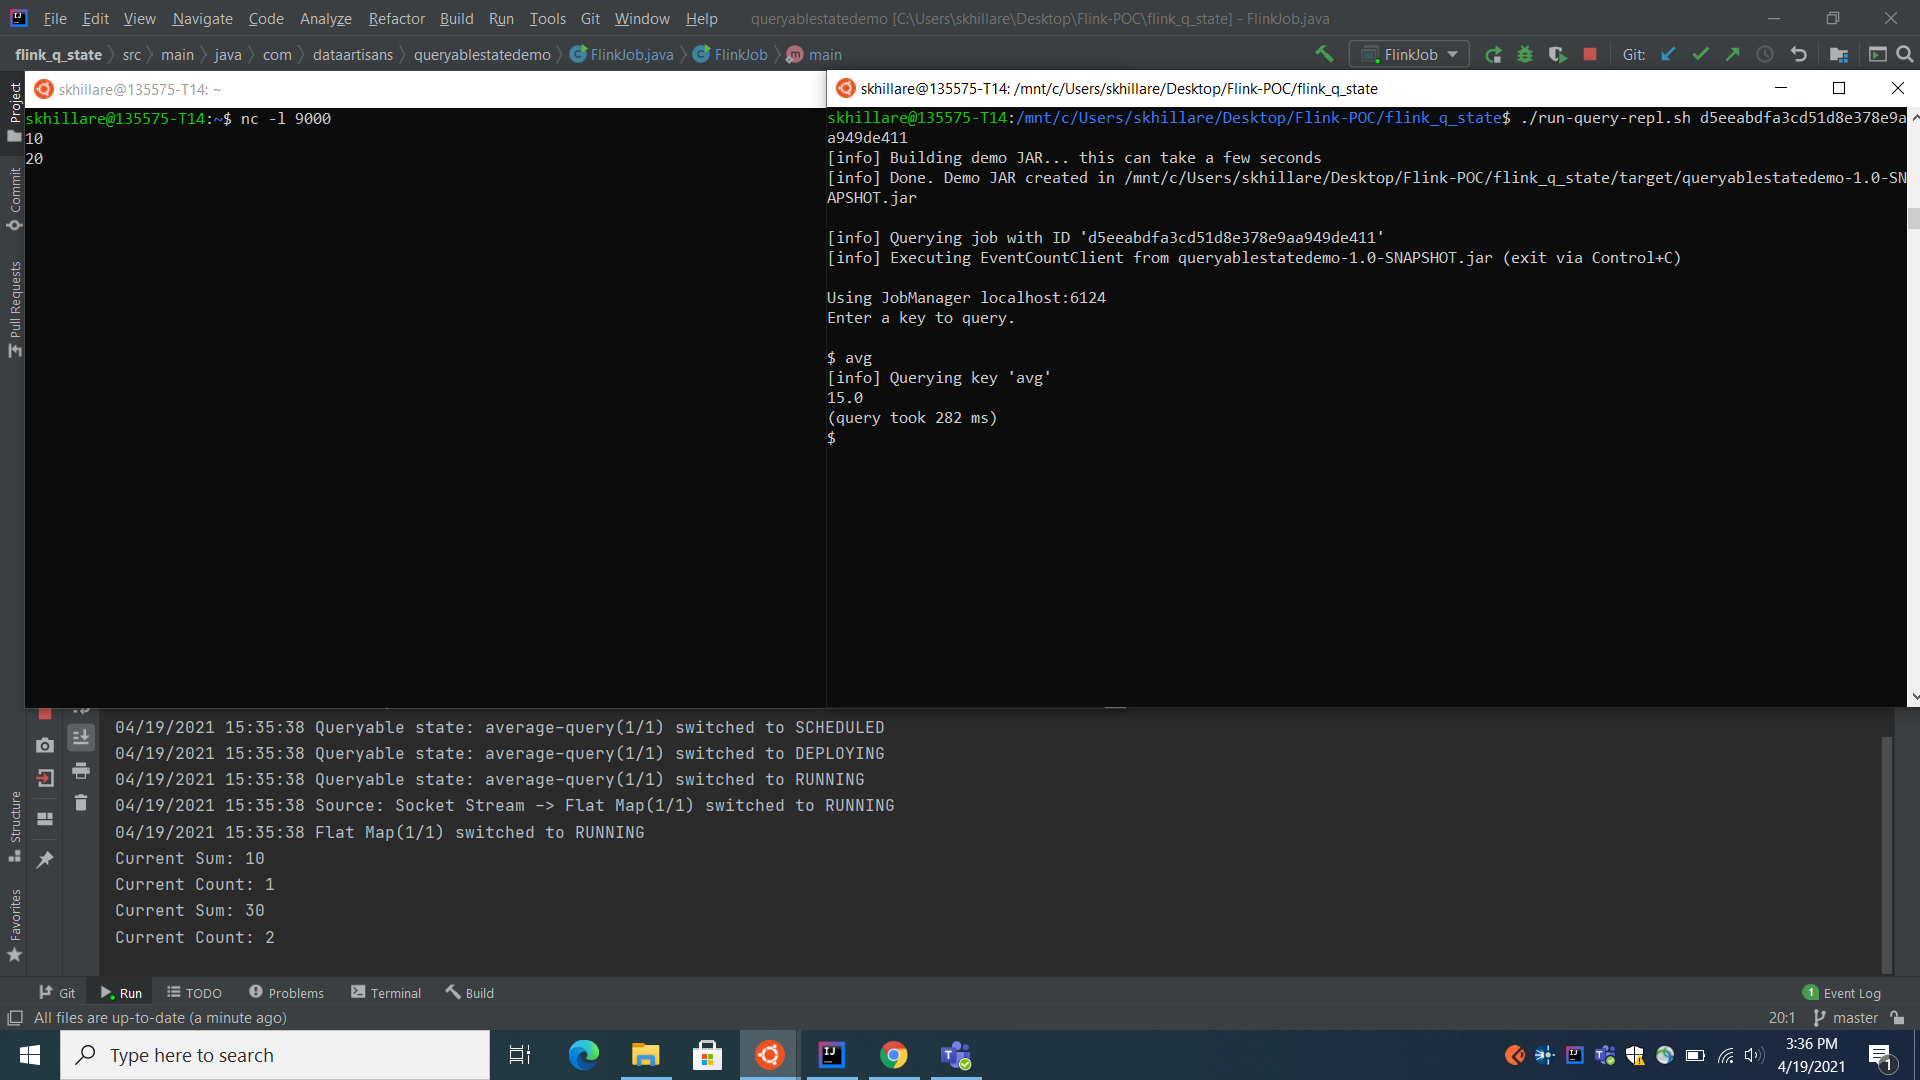 File Edit View Navigate Code Analyze Refactor Build Run Tools Git Window Help queryablestatedemo [C:\Users\skhillare\Desktop\Flink-POC\flink_q_state] - FlinkJob.java
flink_q_state src main java com dataartisans queryablestatedemo FlinkJob.java FlinkJob main FlinkJob Git:
skhillare@135575-T14: ~
skhillare@135575-T14:~$ nc -l 9000
10
20
skhillare@135575-T14: /mnt/c/Users/skhillare/Desktop/Flink-POC/flink_q_state
skhillare@135575-T14:/mnt/c/Users/skhillare/Desktop/Flink-POC/flink_q_state$ ./run-query-repl.sh d5eeabdfa3cd51d8e378e9a
a949de411
[info] Building demo JAR... this can take a few seconds
[info] Done. Demo JAR created in /mnt/c/Users/skhillare/Desktop/Flink-POC/flink_q_state/target/queryablestatedemo-1.0-SN
APSHOT.jar
[info] Querying job with ID 'd5eeabdfa3cd51d8e378e9aa949de411'
[info] Executing EventCountClient from queryablestatedemo-1.0-SNAPSHOT.jar (exit via Control+C)
Using JobManager localhost:6124
Enter a key to query.
$ avg
[info] Querying key 'avg'
15.0
(query took 282 ms)
$
Project
Commit
Pull Requests
Structure
Favorites
04/19/2021 15:35:38 Queryable state: average-query(1/1) switched to SCHEDULED
04/19/2021 15:35:38 Queryable state: average-query(1/1) switched to DEPLOYING
04/19/2021 15:35:38 Queryable state: average-query(1/1) switched to RUNNING
04/19/2021 15:35:38 Source: Socket Stream -> Flat Map(1/1) switched to RUNNING
04/19/2021 15:35:38 Flat Map(1/1) switched to RUNNING
Current Sum: 10
Current Count: 1
Current Sum: 30
Current Count: 2
Git Run TODO Problems Terminal Build 1 Event Log
All files are up-to-date (a minute ago) 20:1 master
Type here to search
3:36 PM
4/19/2021
1